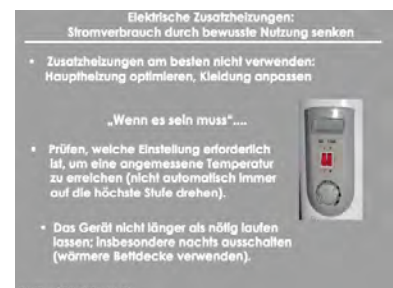 Elektrische Zusatzheizungen:
Stromverbrauch durch bewusste Nutzung senken
• Zusatzheizungen am besten nicht verwenden:
Hauptheizung optimieren, Kleidung anpassen
„Wenn es sein muss"....
• Prüfen, welche Einstellung erforderlich
ist, um eine angemessene Temperatur
zu erreichen (nicht automatisch immer
auf die höchste Stufe drehen).
• Das Gerät nicht länger als nötig laufen
lassen; insbesondere nachts ausschalten
(wärmere Bettdecke verwenden).